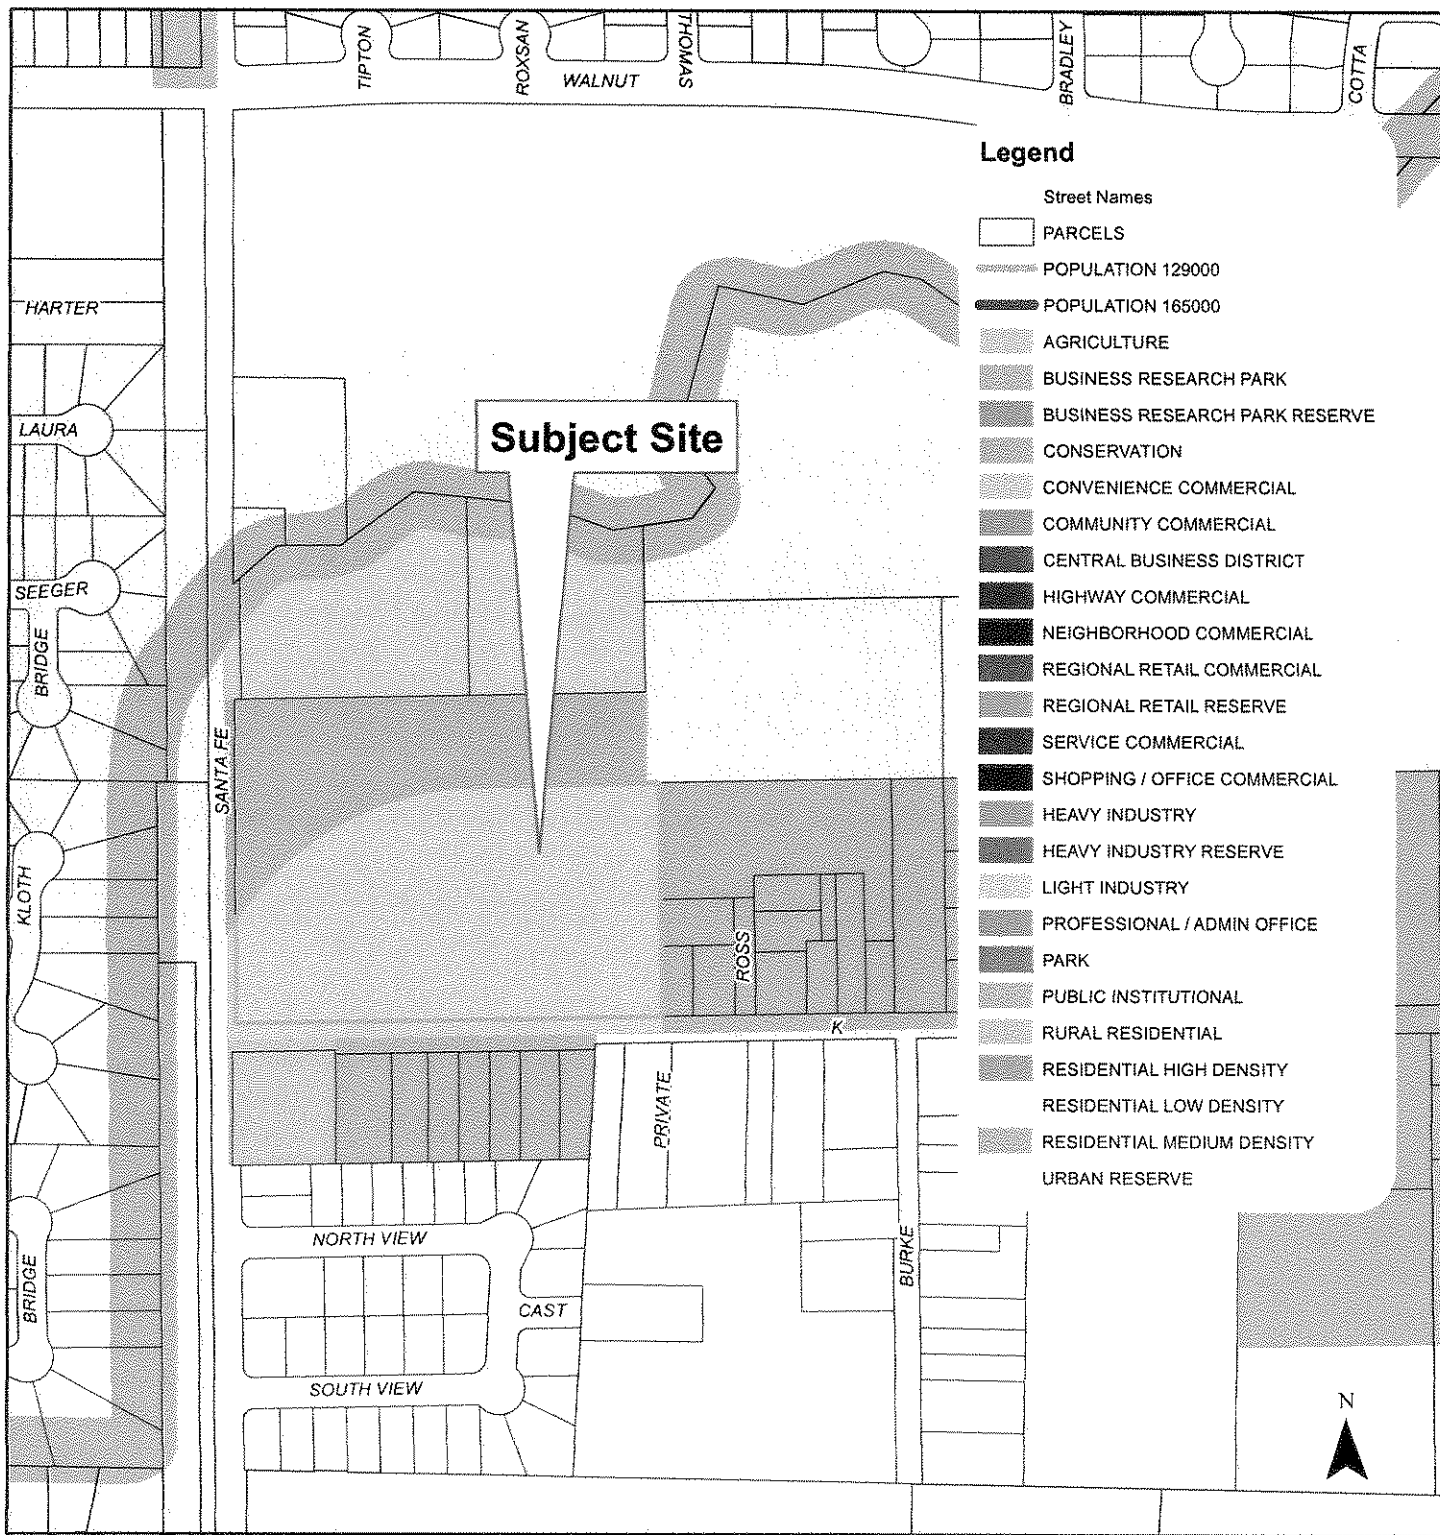 TIPTON
ROXSAN
WALNUT
THOMAS
BRADLEY
COTTA
HARTER
LAURA
SEEGER
BRIDGE
SANTA FE
KLOTH
BRIDGE
Subject Site
ROSS
K
PRIVATE
BURKE
NORTH VIEW
CAST
SOUTH VIEW
Legend
Street Names
PARCELS
POPULATION 129000
POPULATION 165000
AGRICULTURE
BUSINESS RESEARCH PARK
BUSINESS RESEARCH PARK RESERVE
CONSERVATION
CONVENIENCE COMMERCIAL
COMMUNITY COMMERCIAL
CENTRAL BUSINESS DISTRICT
HIGHWAY COMMERCIAL
NEIGHBORHOOD COMMERCIAL
REGIONAL RETAIL COMMERCIAL
REGIONAL RETAIL RESERVE
SERVICE COMMERCIAL
SHOPPING / OFFICE COMMERCIAL
HEAVY INDUSTRY
HEAVY INDUSTRY RESERVE
LIGHT INDUSTRY
PROFESSIONAL / ADMIN OFFICE
PARK
PUBLIC INSTITUTIONAL
RURAL RESIDENTIAL
RESIDENTIAL HIGH DENSITY
RESIDENTIAL LOW DENSITY
RESIDENTIAL MEDIUM DENSITY
URBAN RESERVE
N